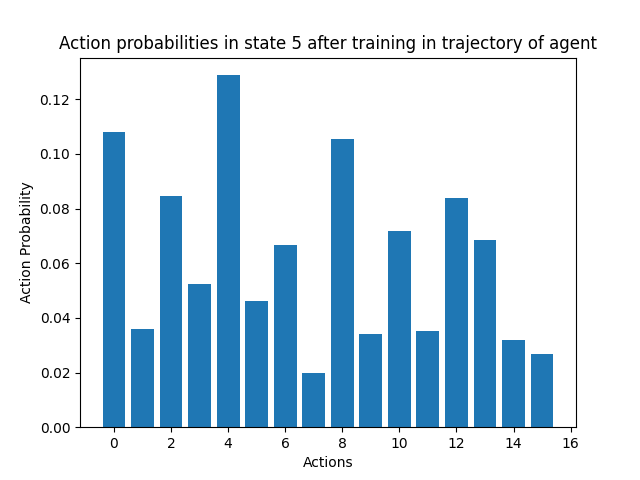 Action probabilities in state 5 after training in trajectory of agent
0.12
0.10
0.08
0.06
0.04
0.02
0.00
Action Probability
0 2 4 6 8 10 12 14 16
Actions